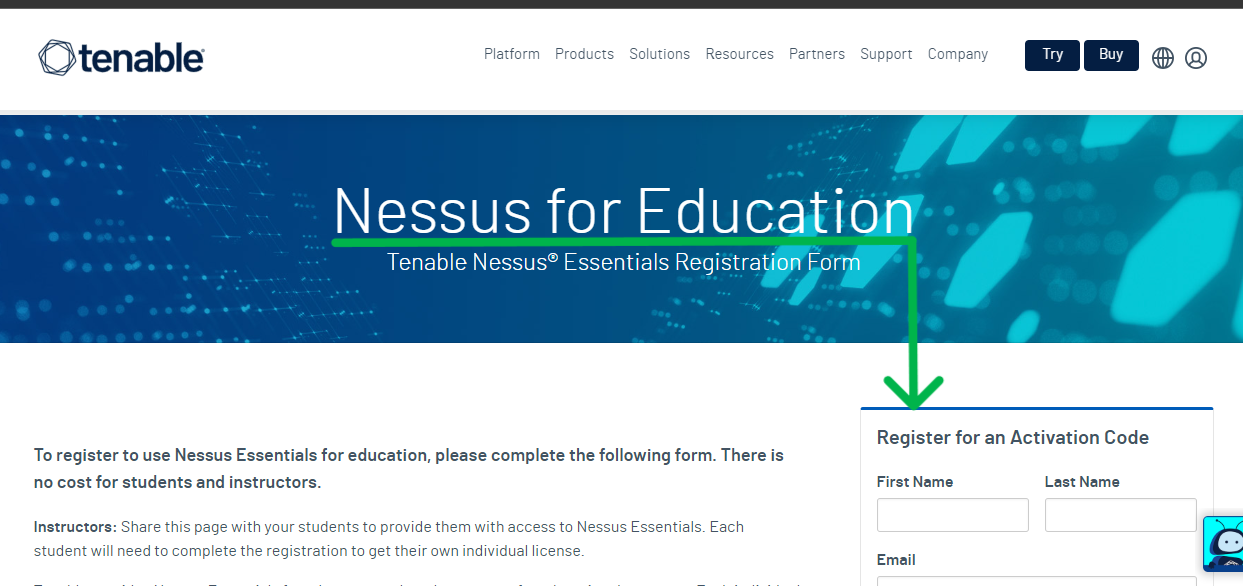 tenable
Platform Products Solutions Resources Partners Support Company Try Buy
Nessus for Education
Tenable Nessus® Essentials Registration Form
To register to use Nessus Essentials for education, please complete the following form. There is
no cost for students and instructors.
Instructors: Share this page with your students to provide them with access to Nessus Essentials. Each
student will need to complete the registration to get their own individual license.
Register for an Activation Code
First Name Last Name
Email